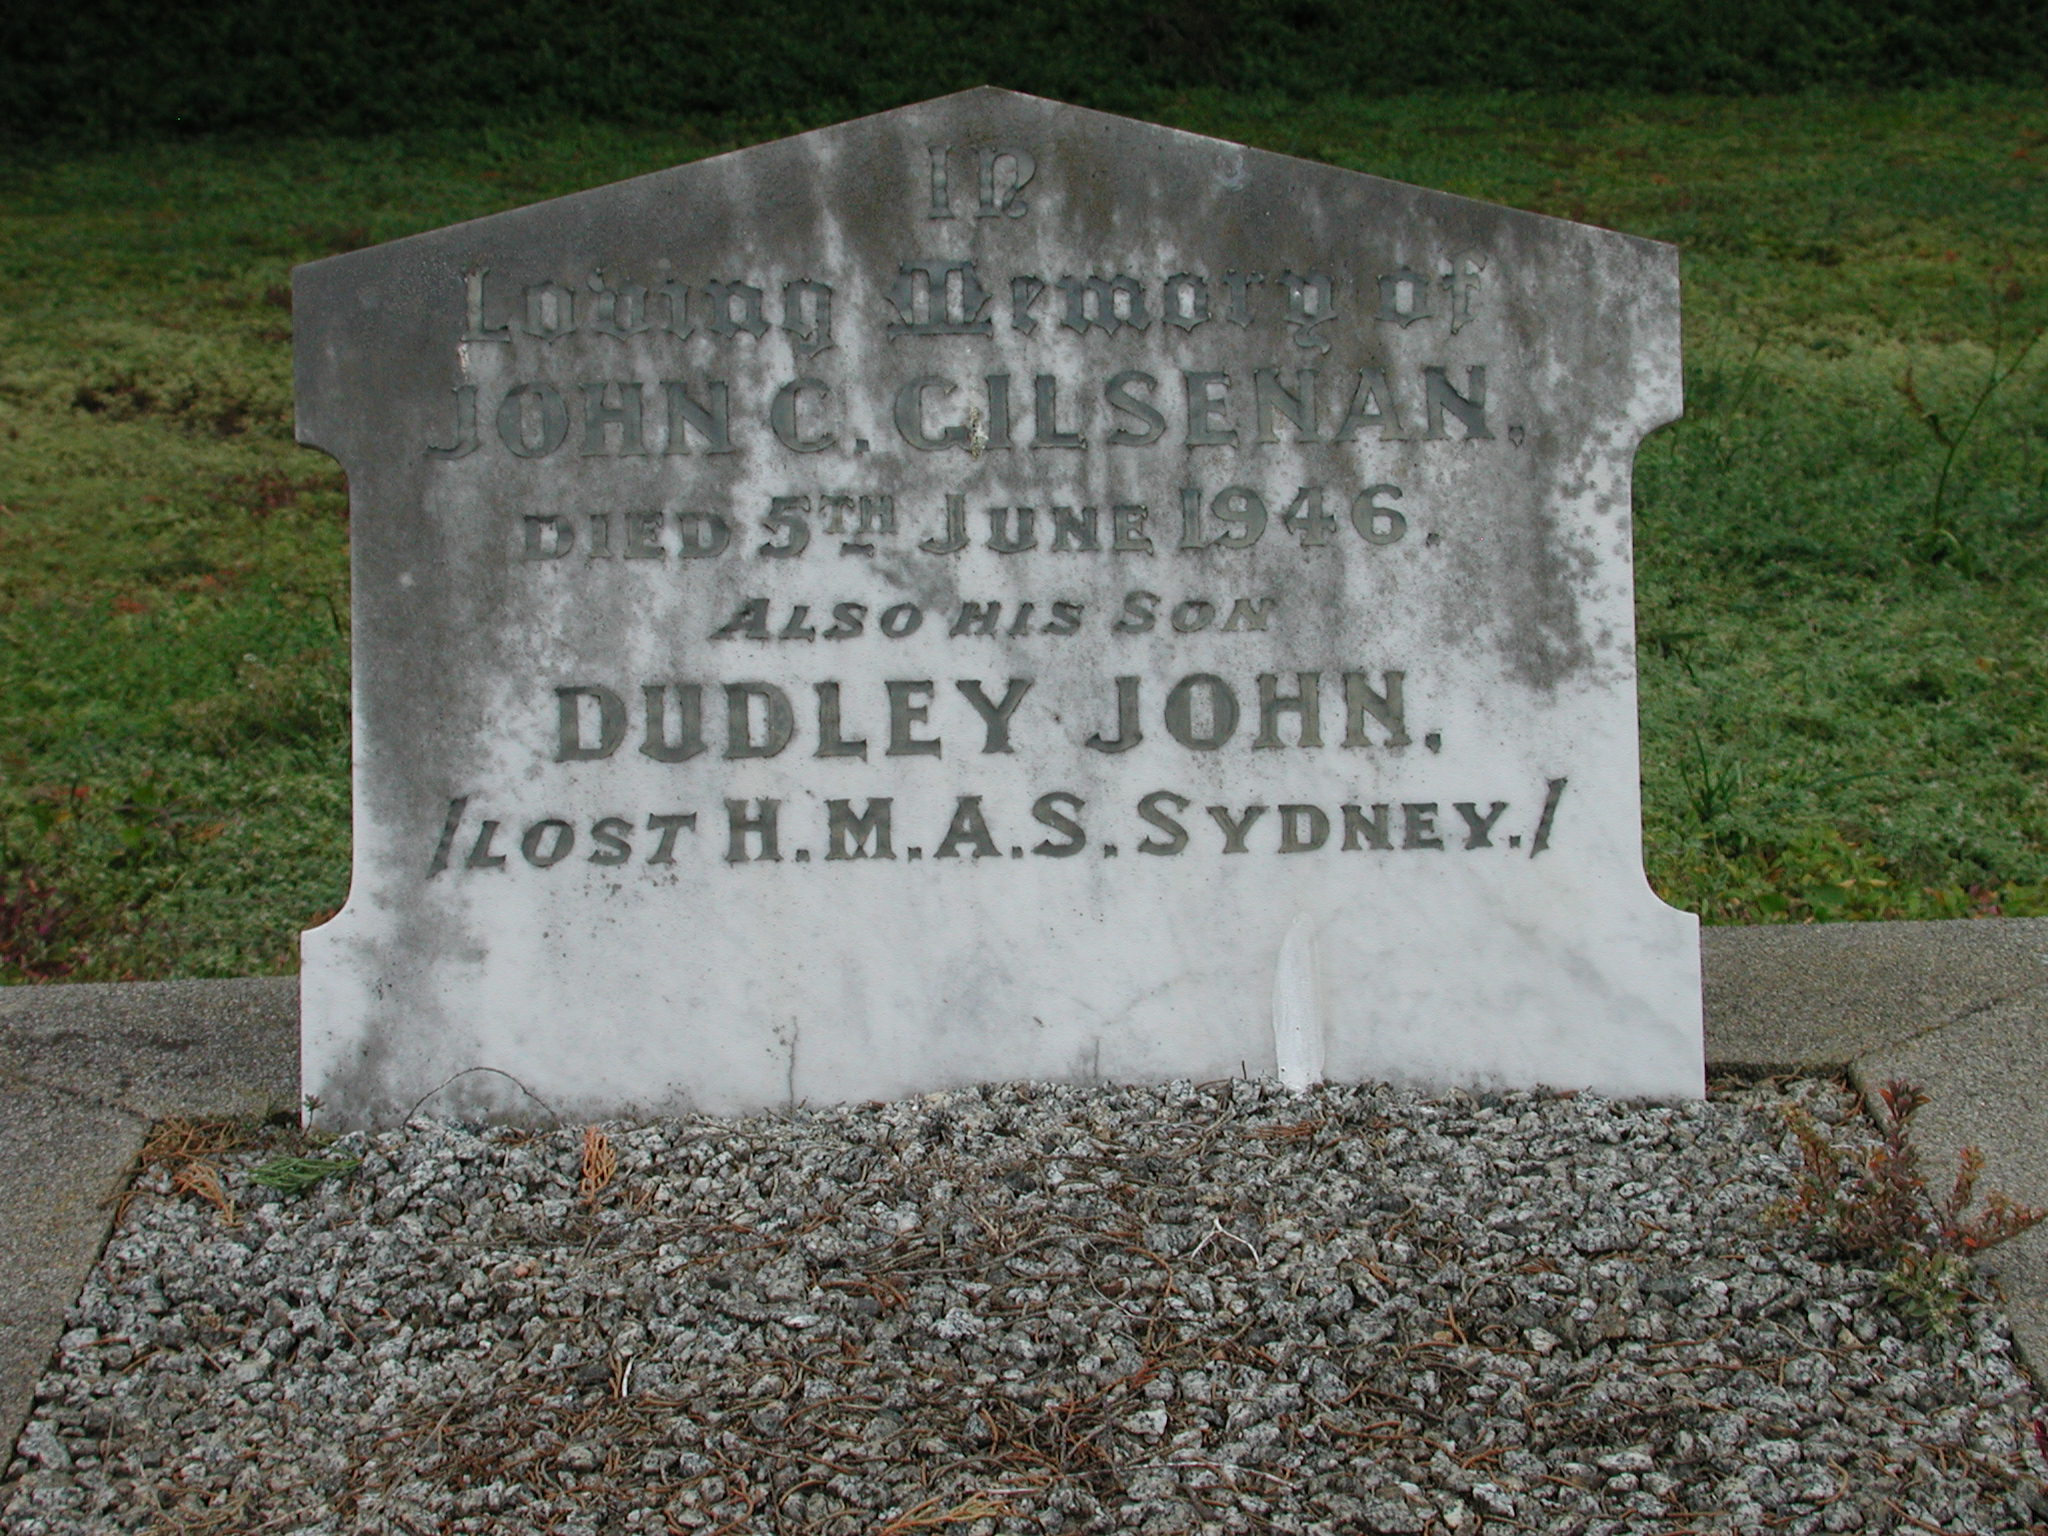 In
Loving Memory of
JOHN C. GILSENAN.
DIED 5TH JUNE 1946.
ALSO HIS SON
DUDLEY JOHN.
/LOST H.M.A.S. SYDNEY./